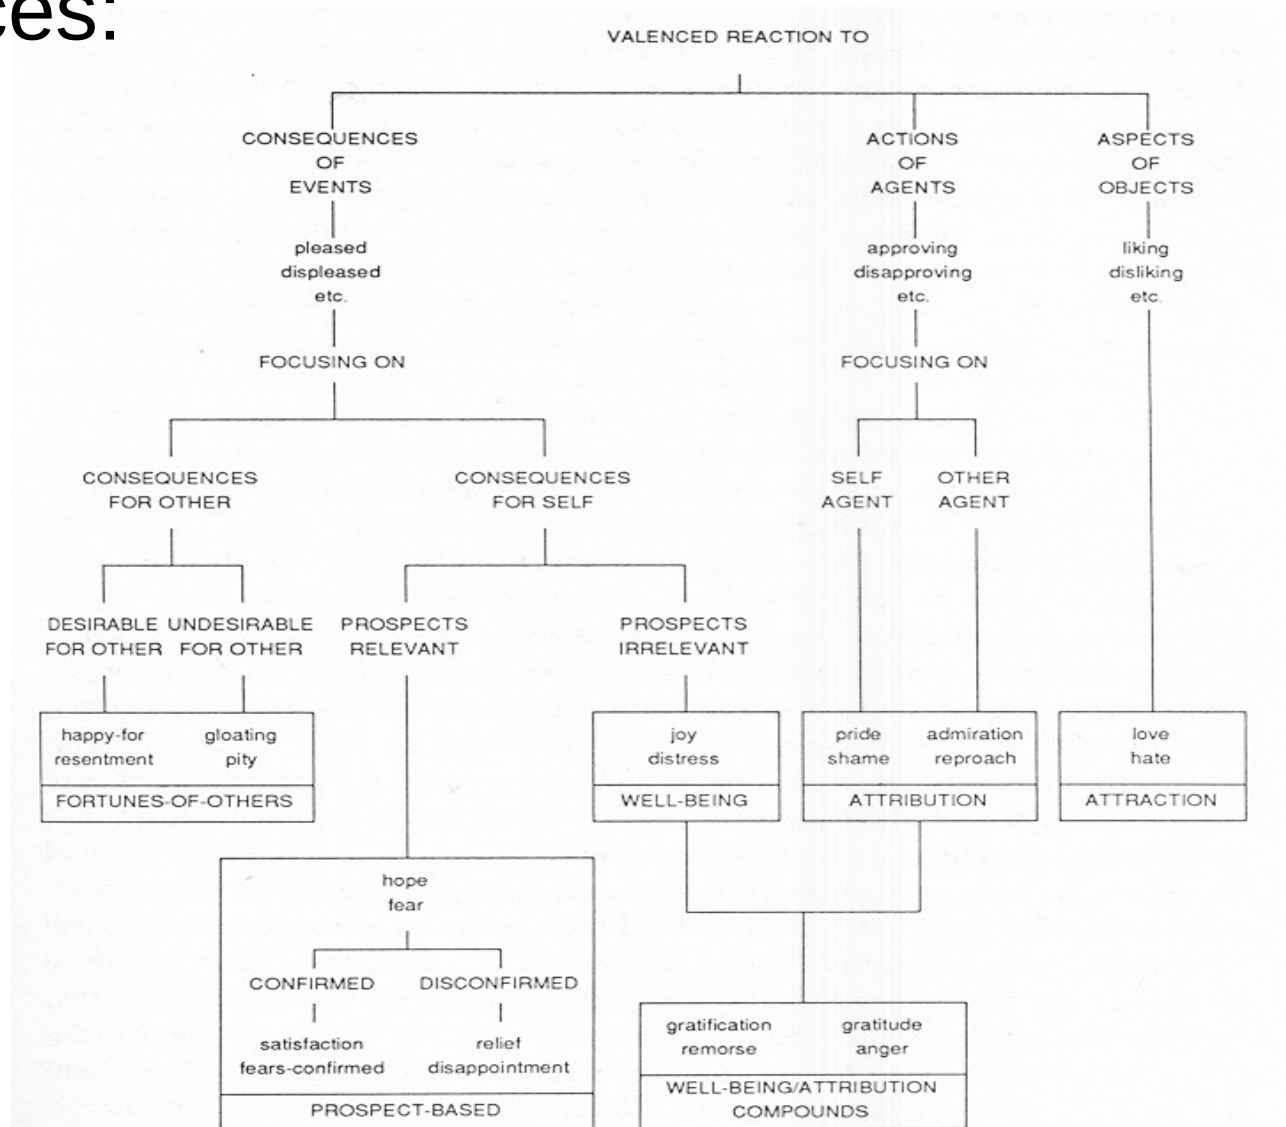 ces:
VALENCED REACTION TO
CONSEQUENCES
OF
EVENTS
ACTIONS
OF
AGENTS
ASPECTS
OF
OBJECTS
pleased
displeased
etc.
approving
disapproving
etc.
liking
disliking
etc.
FOCUSING ON
FOCUSING ON
CONSEQUENCES
FOR OTHER
CONSEQUENCES
FOR SELF
SELF
AGENT
OTHER
AGENT
DESIRABLE
FOR OTHER
UNDESIRABLE
FOR OTHER
PROSPECTS
RELEVANT
PROSPECTS
IRRELEVANT
happy-for
resentment
gloating
pity
FORTUNES-OF-OTHERS
joy
distress
WELL-BEING
pride
shame
admiration
reproach
ATTRIBUTION
love
hate
ATTRACTION
hope
fear
CONFIRMED
DISCONFIRMED
satisfaction
fears-confirmed
relief
disappointment
PROSPECT-BASED
gratification
remorse
gratitude
anger
WELL-BEING/ATTRIBUTION
COMPOUNDS